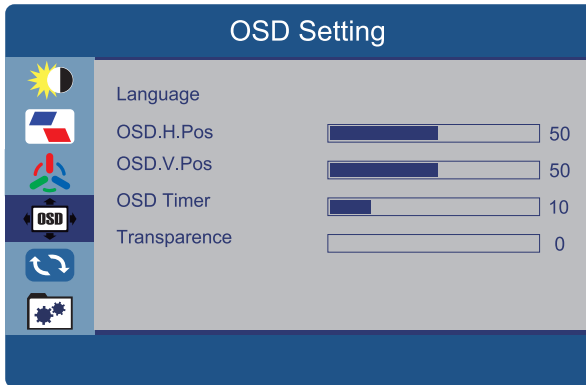 OSD Setting
Language
OSD.H.Pos 50
OSD.V.Pos 50
OSD
OSD Timer 10
Transparence 0